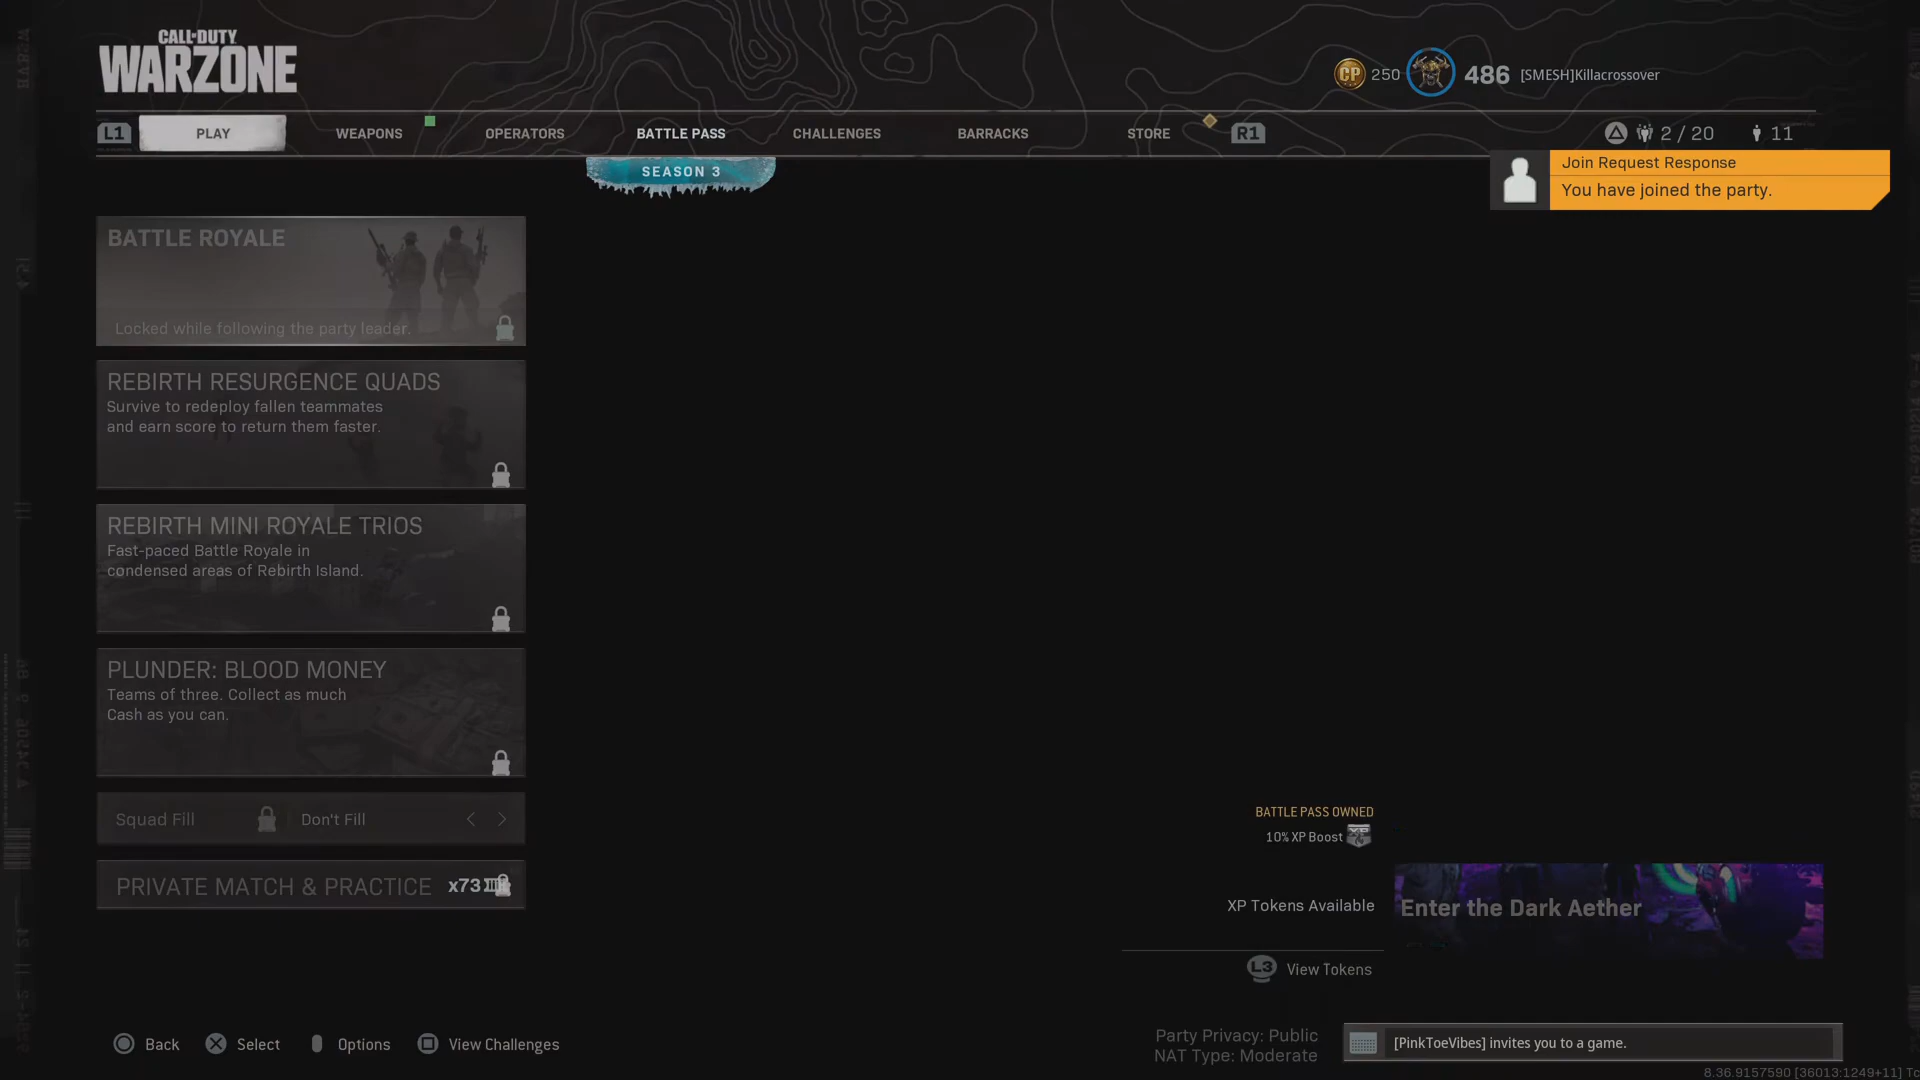 CALL·DUTY
WARZONE
CP 250 486 [SMESH]Killacrossover
L1 PLAY WEAPONS OPERATORS BATTLE PASS CHALLENGES BARRACKS STORE R1 2 / 20 11
SEASON 3
Join Request Response
You have joined the party.
BATTLE ROYALE
Locked while following the party leader.
REBIRTH RESURGENCE QUADS
Survive to redeploy fallen teammates
and earn score to return them faster.
REBIRTH MINI ROYALE TRIOS
Fast-paced Battle Royale in
condensed areas of Rebirth Island.
PLUNDER: BLOOD MONEY
Teams of three. Collect as much
Cash as you can.
Squad Fill Don't Fill
PRIVATE MATCH & PRACTICE x73
BATTLE PASS OWNED
10% XP Boost XP
XP Tokens Available
Enter the Dark Aether
L3 View Tokens
Back Select Options View Challenges
Party Privacy: Public
NAT Type: Moderate
[PinkToeVibes] invites you to a game.
8.36.9157590 [36013:1249+11] Tc